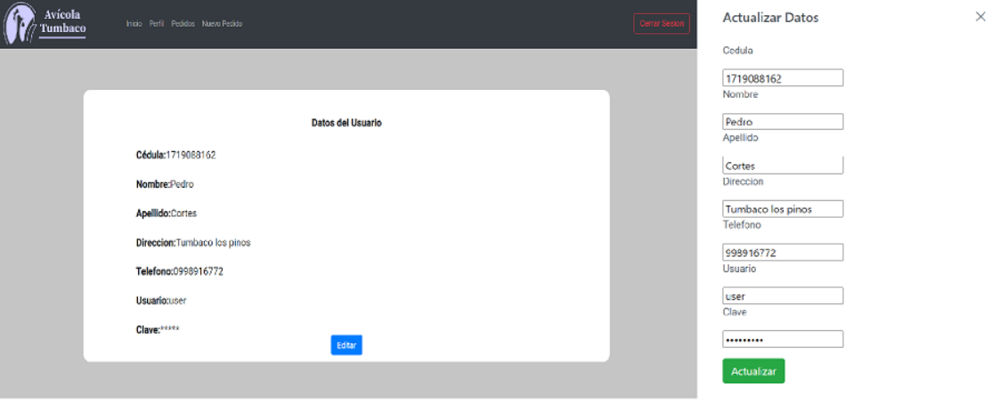 Avícola
Tumbaco
Inicio Perfil Pedidos Nuevo Pedido
Cerrar Sesion
Datos del Usuario
Cédula:1719088162
Nombre:Pedro
Apellido:Cortes
Direccion:Tumbaco los pinos
Telefono:0998916772
Usuario:user
Clave:*****
Editar
Actualizar Datos
Cedula
1719088162
Nombre
Pedro
Apellido
Cortes
Direccion
Tumbaco los pinos
Telefono
998916772
Usuario
user
Clave
•••••••••
Actualizar